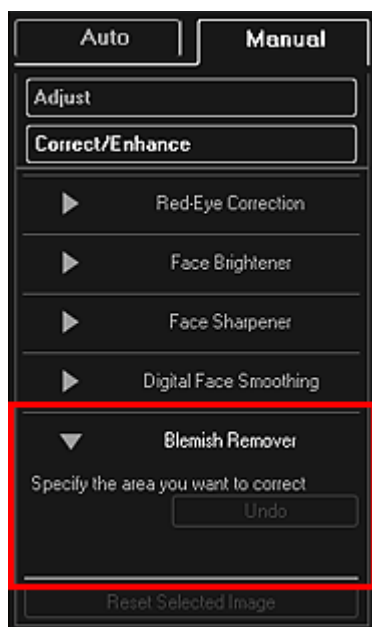 Auto Manual
Adjust
Correct/Enhance
Red-Eye Correction
Face Brightener
Face Sharpener
Digital Face Smoothing
Blemish Remover
Specify the area you want to correct
Undo
Reset Selected Image